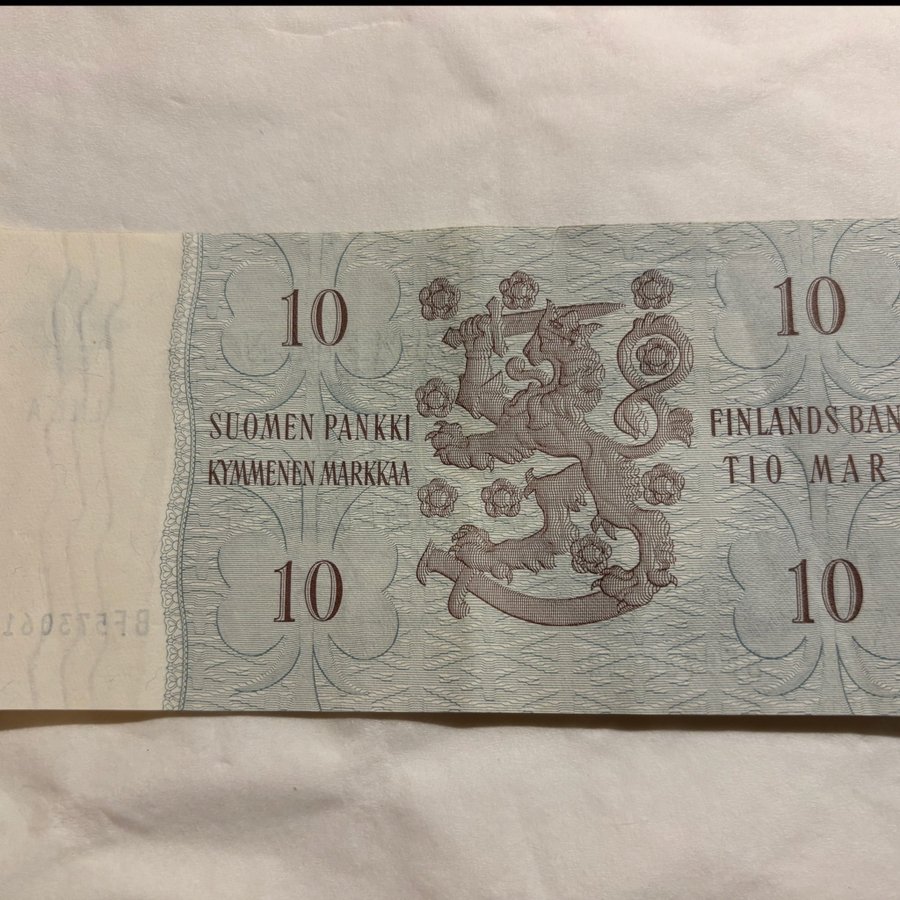 10 10
SUOMEN PANKKI FINLANDS BAN
KYMMENEN MARKKAA TIO MAR
10 10